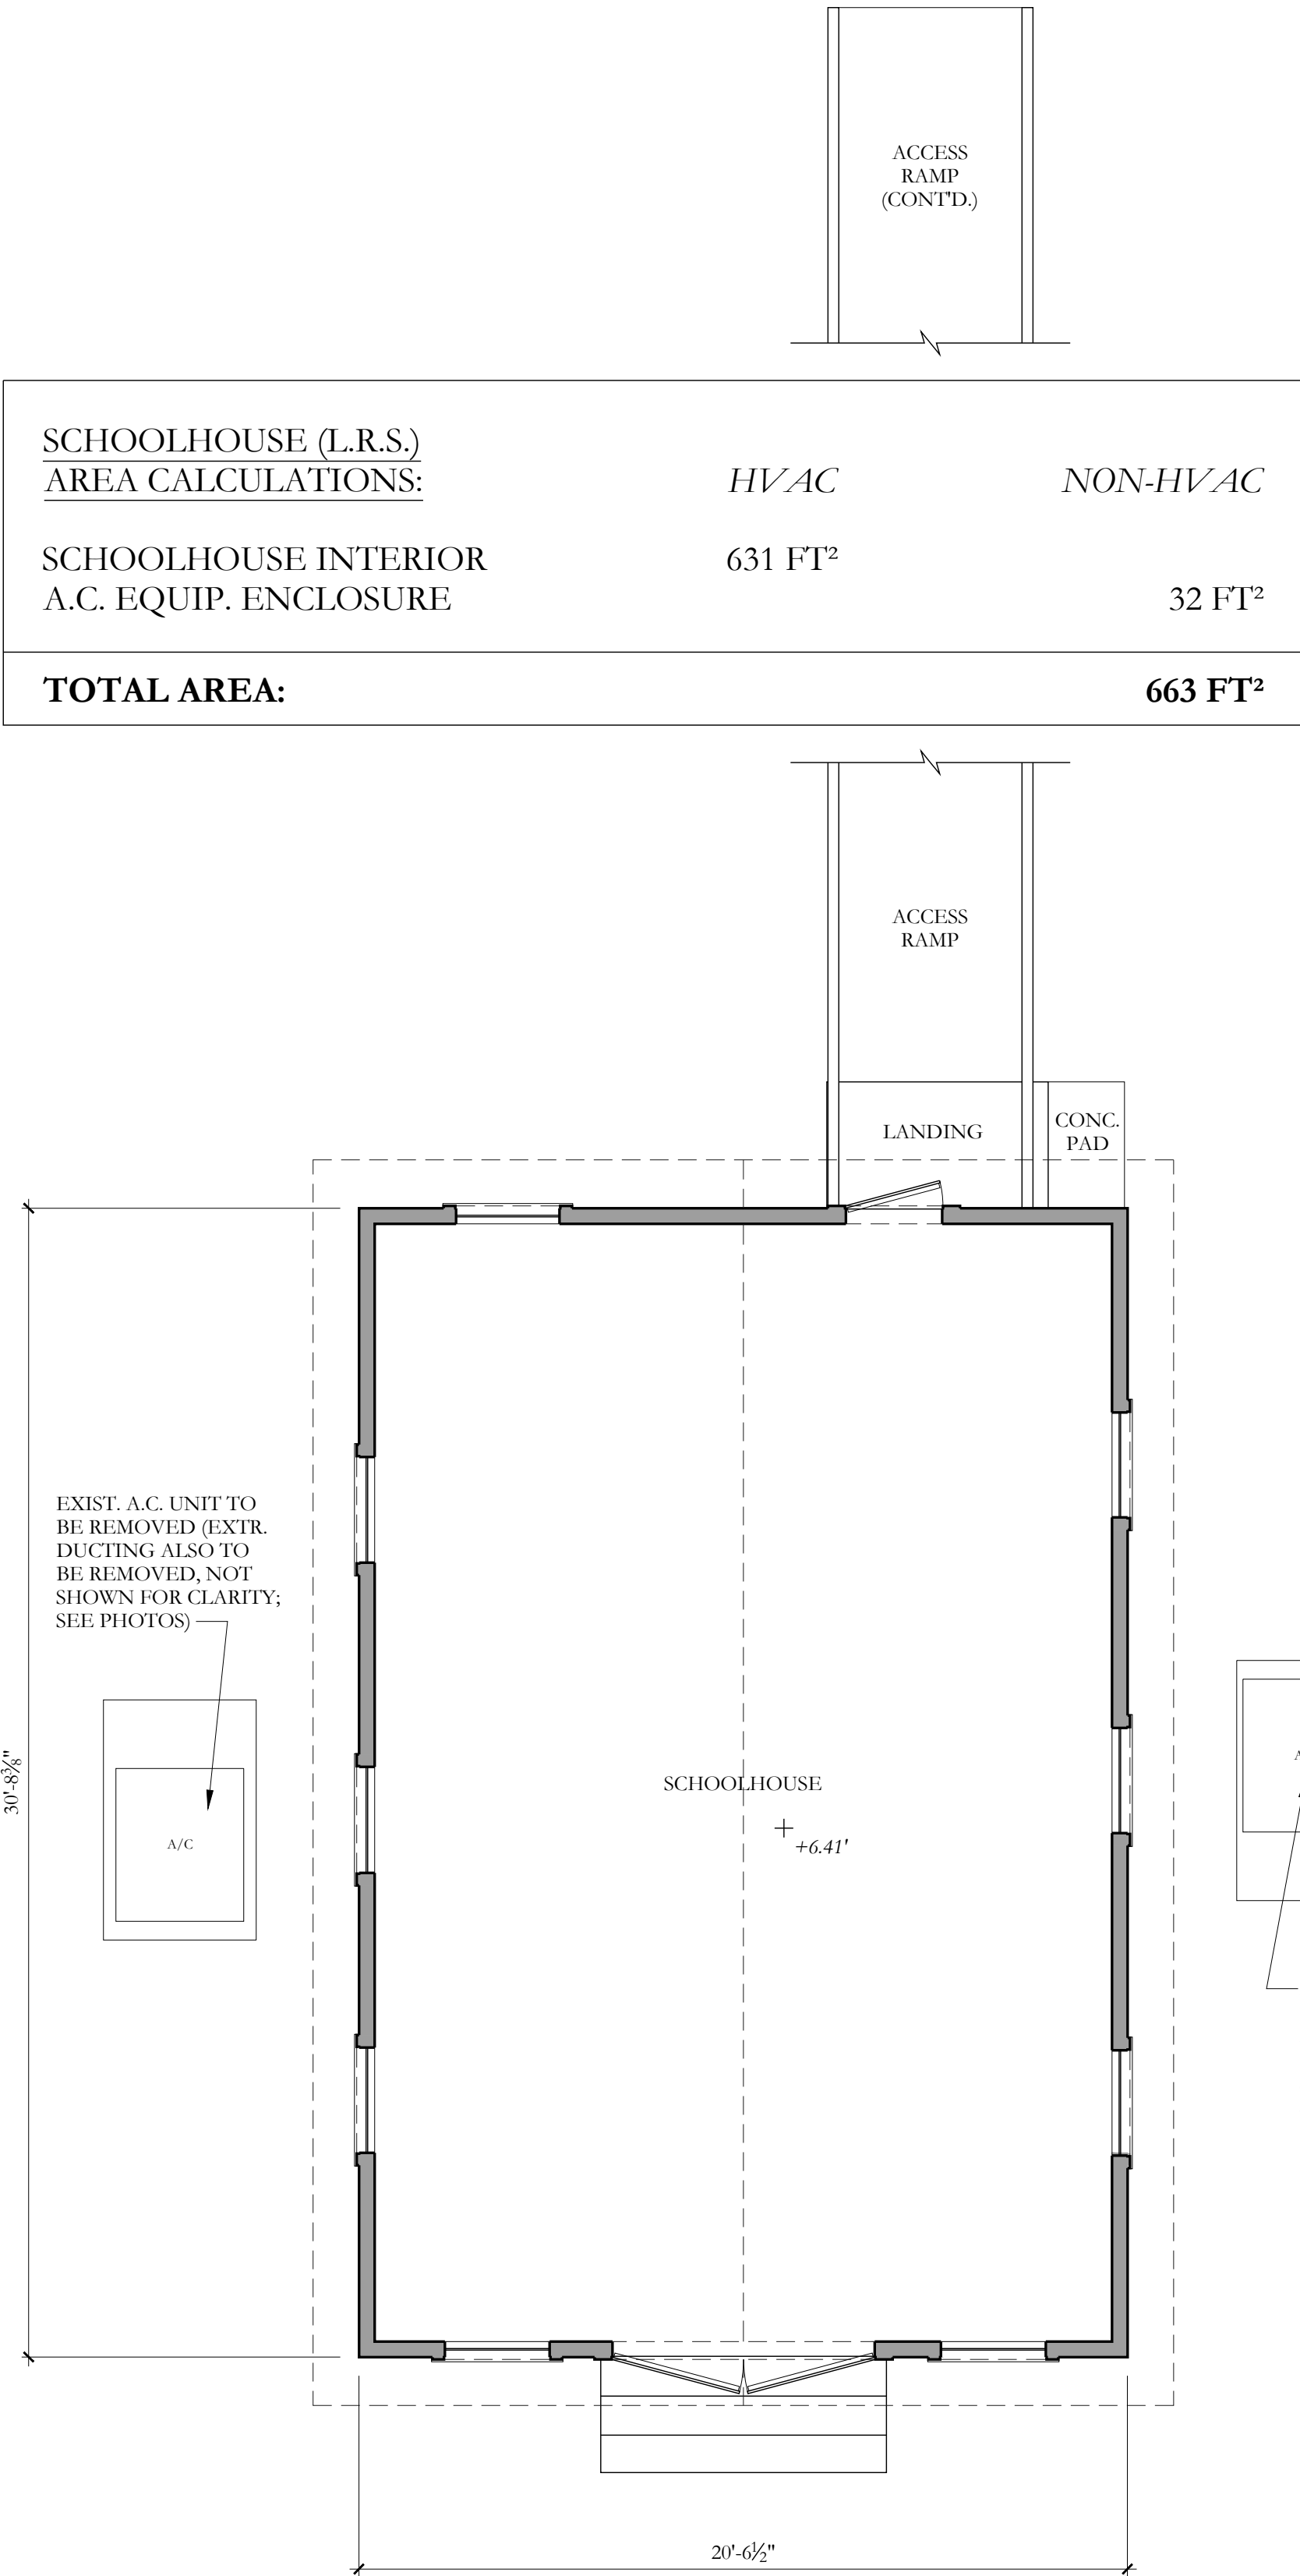 ACCESS
RAMP
(CONT'D.)
SCHOOLHOUSE (L.R.S.)
AREA CALCULATIONS: HVAC NON-HVAC
SCHOOLHOUSE INTERIOR 631 FT²
A.C. EQUIP. ENCLOSURE 32 FT²
TOTAL AREA: 663 FT²
ACCESS
RAMP
LANDING
CONC.
PAD
EXIST. A.C. UNIT TO
BE REMOVED (EXTR.
DUCTING ALSO TO
BE REMOVED, NOT
SHOWN FOR CLARITY;
SEE PHOTOS)
30'-8⅜"
A/C
SCHOOLHOUSE
+6.41'
20'-6½"